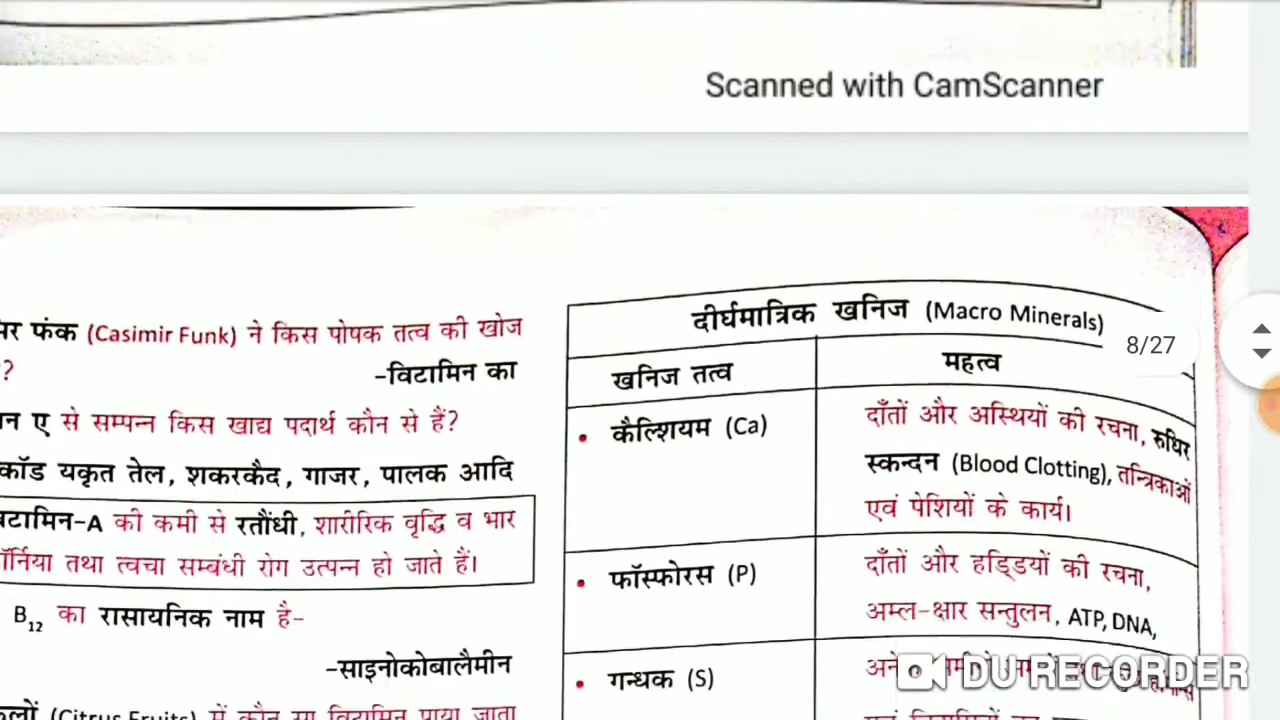 Scanned with CamScanner
8/27
फंक (Casimir Funk) ने किस पोषक तत्व की खोज
?
-विटामिन का
ए से सम्पन्न किस खाद्य पदार्थ कौन से हैं?
कॉड यकृत तेल, शकरकैद, गाजर, पालक आदि
की कमी से रतौंधी, शारीरिक वृद्धि व भार
तथा त्वचा सम्बंधी रोग उत्पन्न हो जाते हैं।
B₁₂ का रासायनिक नाम है-
-साइनोकोबालैमीन
(Citrus Fruits) में कौन सा विटामिन पाया जाता
दीर्घमात्रिक खनिज (Macro Minerals)
खनिज तत्व
महत्व
• कैल्शियम (Ca)
दाँतों और अस्थियों की रचना, रुधिर
स्कन्दन (Blood Clotting), तन्त्रिकाओं
एवं पेशियों के कार्य।
• फॉस्फोरस (P)
दाँतों और हड्डियों की रचना,
अम्ल-क्षार सन्तुलन, ATP, DNA,
• गन्धक (S)
DU RECORDER